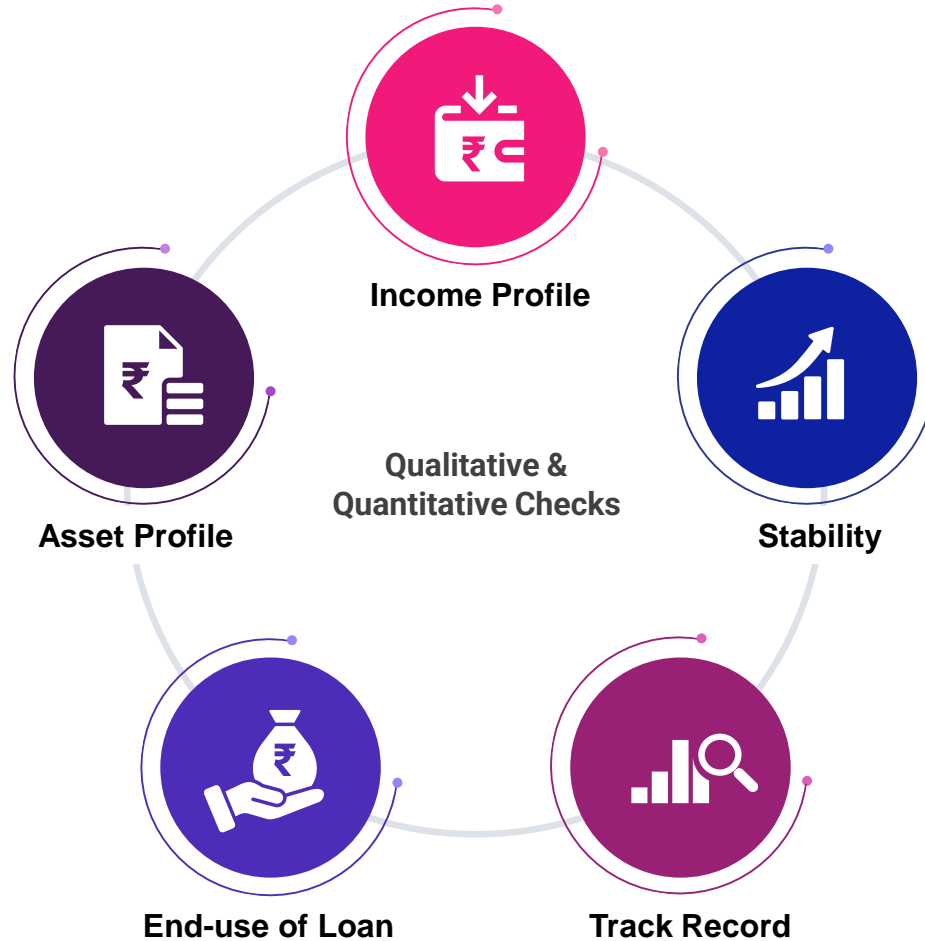 ₹
Income Profile
₹
Qualitative &
Quantitative Checks
Asset Profile
Stability
₹
End-use of Loan
Track Record